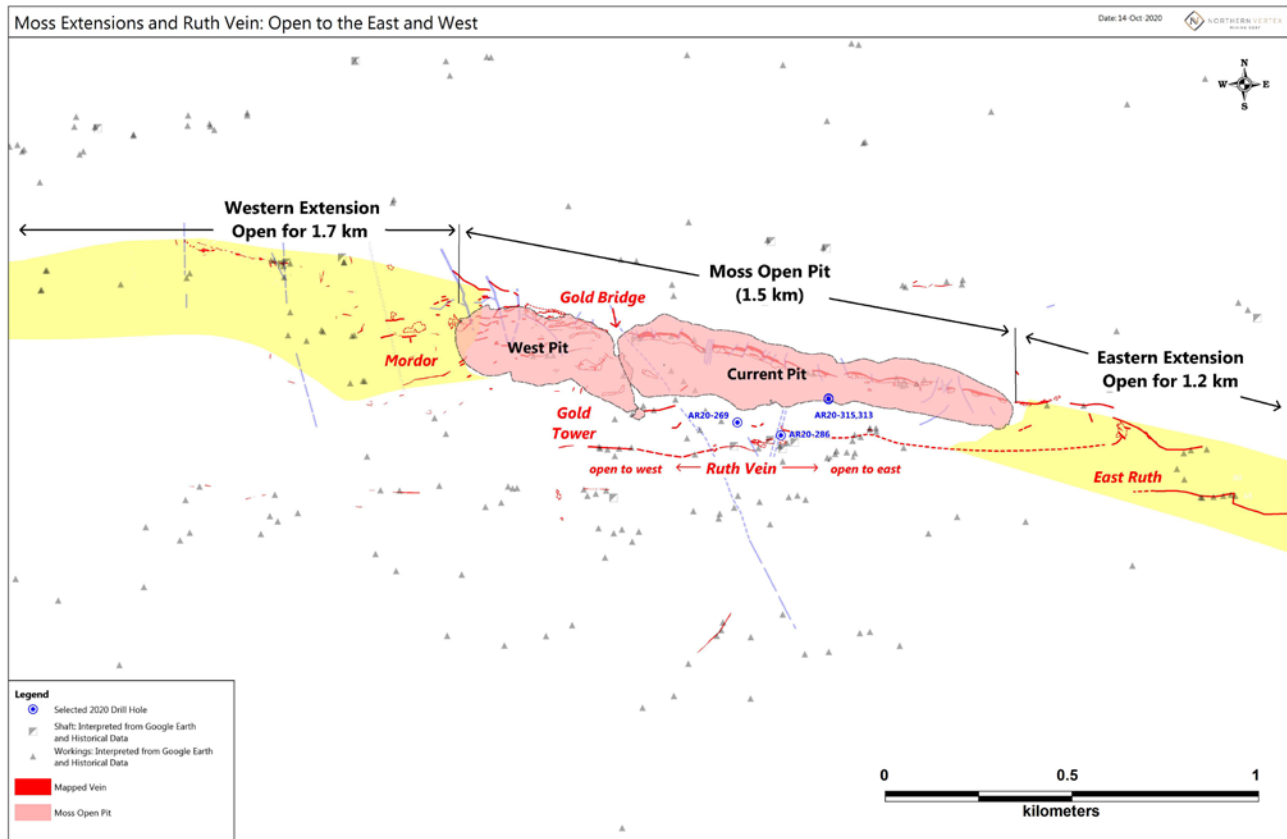 Moss Extensions and Ruth Vein: Open to the East and West
Date: 14-Oct-2020
NORTHERN VERTEX
MINING CORP
N
W E
S
Western Extension
Open for 1.7 km
Moss Open Pit
(1.5 km)
Gold Bridge
Eastern Extension
Open for 1.2 km
West Pit
Mordor
Current Pit
Gold
Tower
AR20-269
AR20-315,313
AR20-286
open to west
Ruth Vein
open to east
East Ruth
Legend
Selected 2020 Drill Hole
Shaft: Interpreted from Google Earth
and Historical Data
Workings: Interpreted from Google Earth
and Historical Data
Mapped Vein
Moss Open Pit
0 0.5 1
kilometers